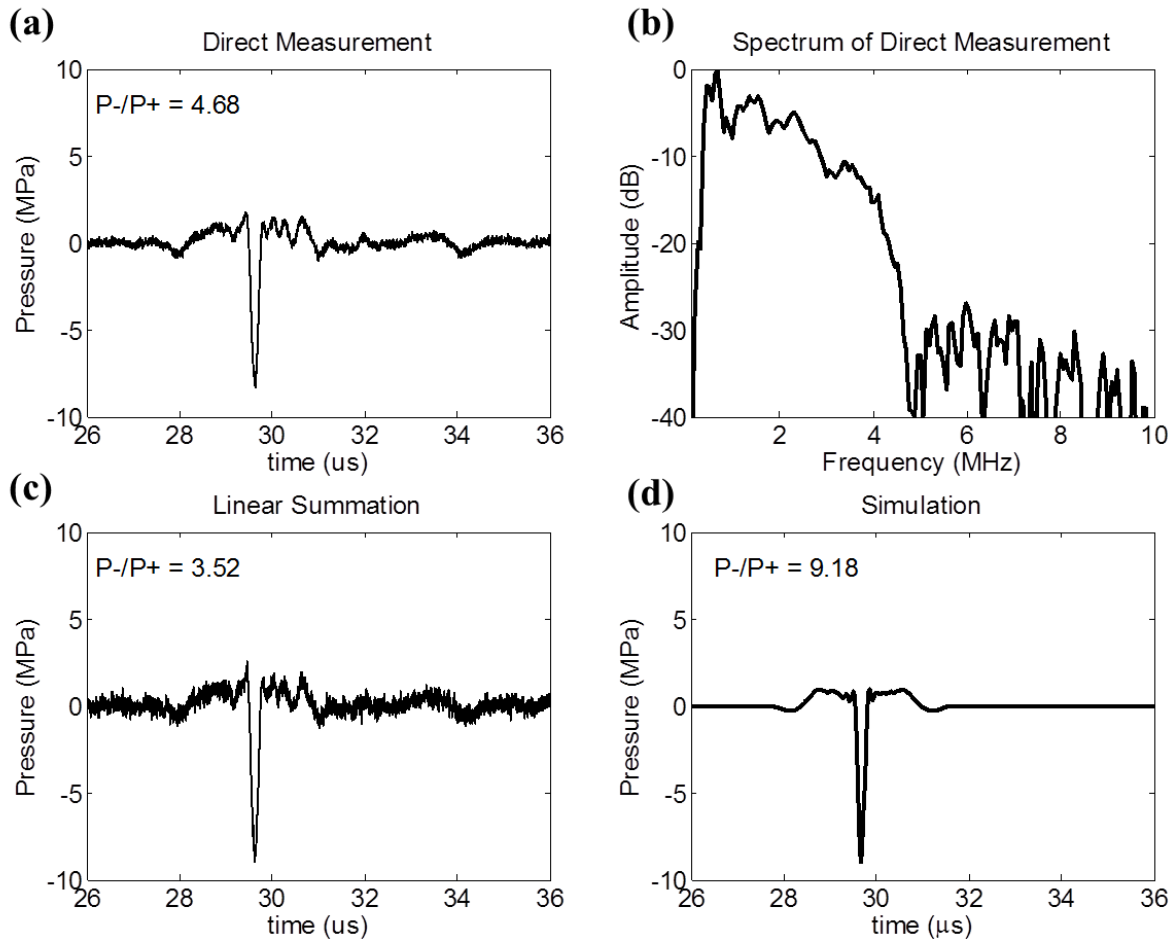 (a)
Direct Measurement
P-/P+ = 4.68
10
5
0
-5
-10
Pressure (MPa)
26 28 30 32 34 36
time (us)
(b)
Spectrum of Direct Measurement
0
-10
-20
-30
-40
Amplitude (dB)
2 4 6 8 10
Frequency (MHz)
(c)
Linear Summation
P-/P+ = 3.52
10
5
0
-5
-10
Pressure (MPa)
26 28 30 32 34 36
time (us)
(d)
Simulation
P-/P+ = 9.18
10
5
0
-5
-10
Pressure (MPa)
26 28 30 32 34 36
time (μs)